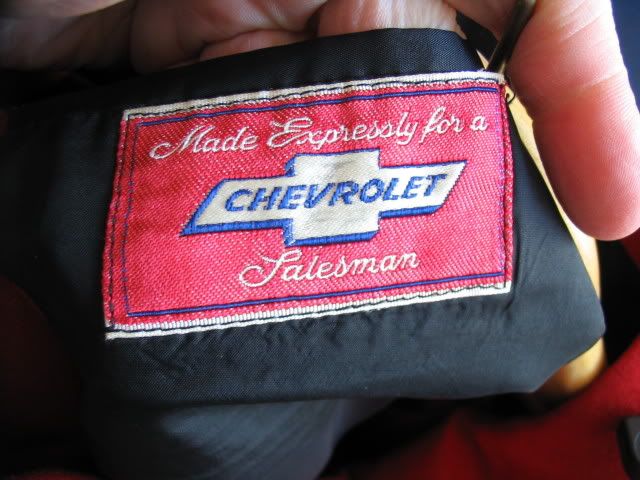 Made Expressly for a
CHEVROLET
Salesman